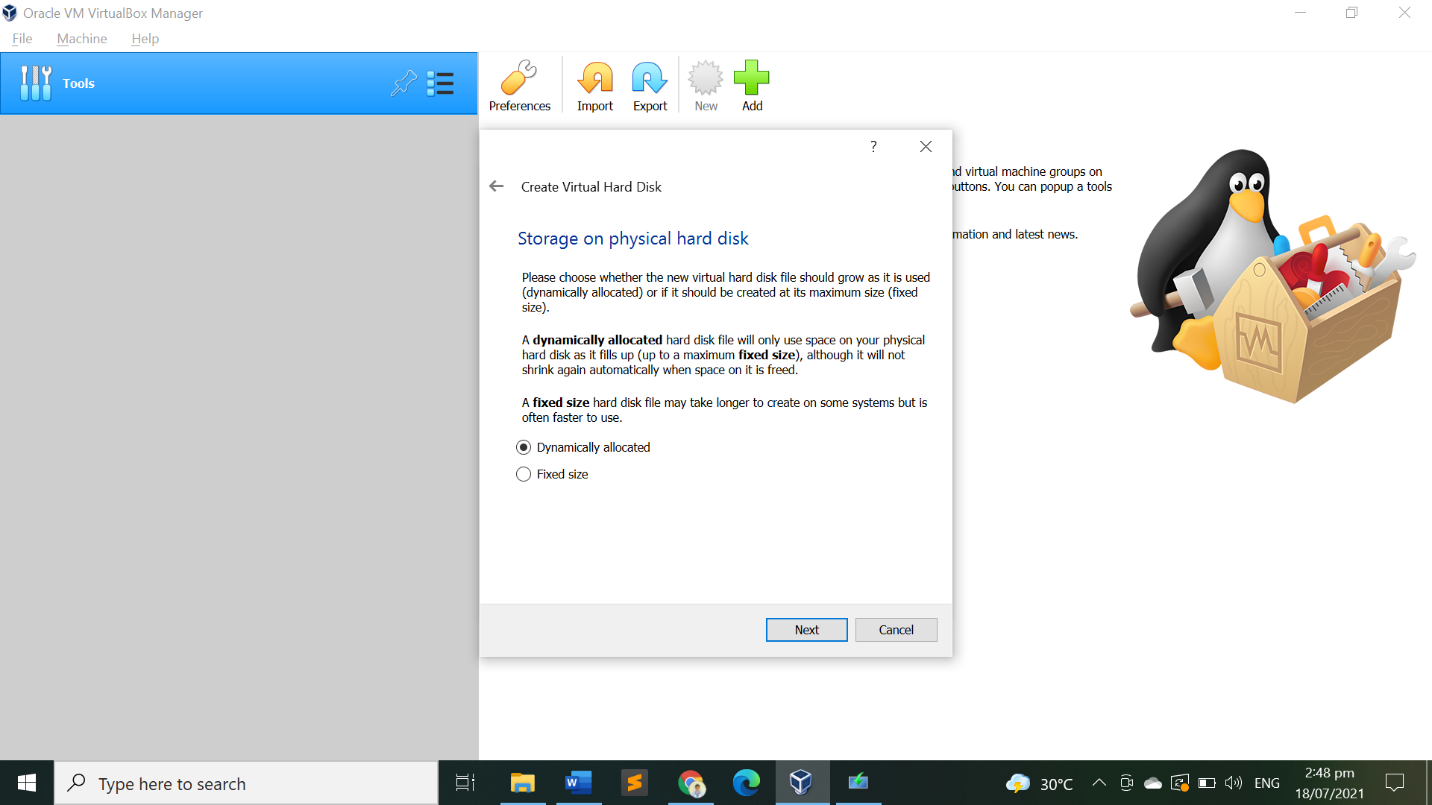 Oracle VM VirtualBox Manager
File Machine Help
Tools
Preferences Import Export New Add
nd virtual machine groups on
uttons. You can popup a tools
mation and latest news.
?
Create Virtual Hard Disk
Storage on physical hard disk
Please choose whether the new virtual hard disk file should grow as it is used
(dynamically allocated) or if it should be created at its maximum size (fixed
size).
A dynamically allocated hard disk file will only use space on your physical
hard disk as it fills up (up to a maximum fixed size), although it will not
shrink again automatically when space on it is freed.
A fixed size hard disk file may take longer to create on some systems but is
often faster to use.
Dynamically allocated
Fixed size
Next Cancel
Type here to search
30°C
ENG
2:48 pm
18/07/2021